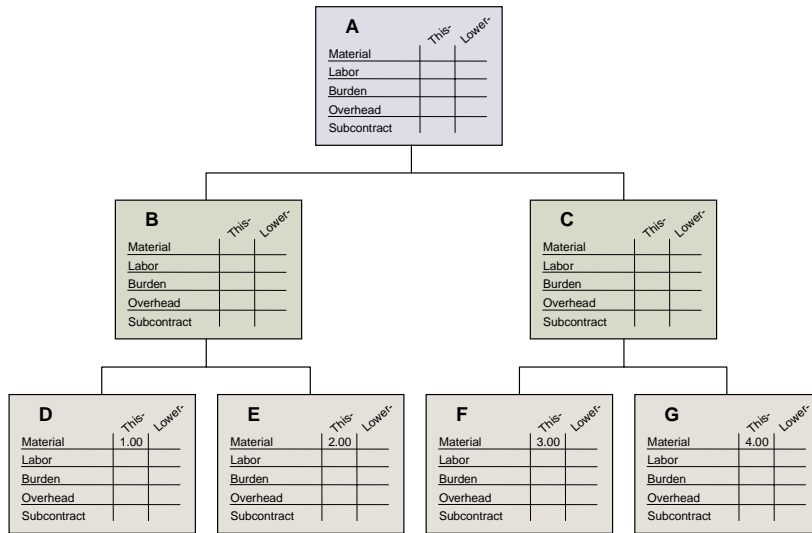 A This- Lower-
Material
Labor
Burden
Overhead
Subcontract
B This- Lower-
Material
Labor
Burden
Overhead
Subcontract
C This- Lower-
Material
Labor
Burden
Overhead
Subcontract
D This- Lower-
Material 1.00
Labor
Burden
Overhead
Subcontract
E This- Lower-
Material 2.00
Labor
Burden
Overhead
Subcontract
F This- Lower-
Material 3.00
Labor
Burden
Overhead
Subcontract
G This- Lower-
Material 4.00
Labor
Burden
Overhead
Subcontract